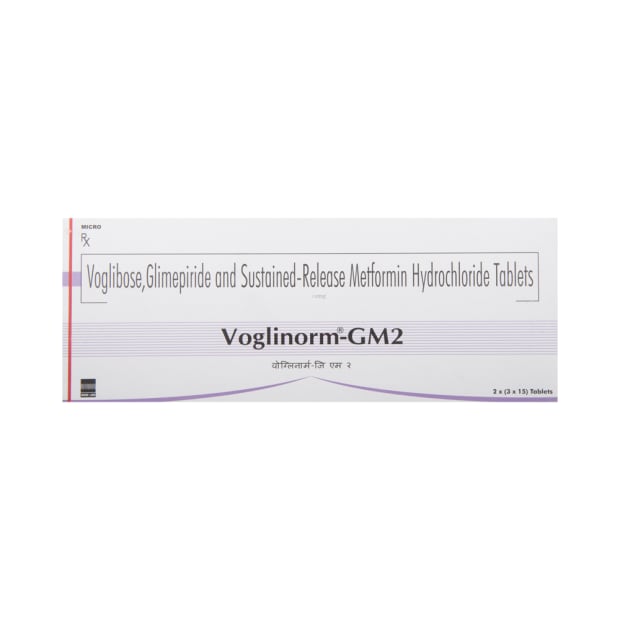 MICRO
Rx
Voglibose,Glimepiride and Sustained-Release Metformin Hydrochloride Tablets
Voglinorm®-GM2
वोग्लिनार्म-जि एम २
2 x (3 x 15) Tablets